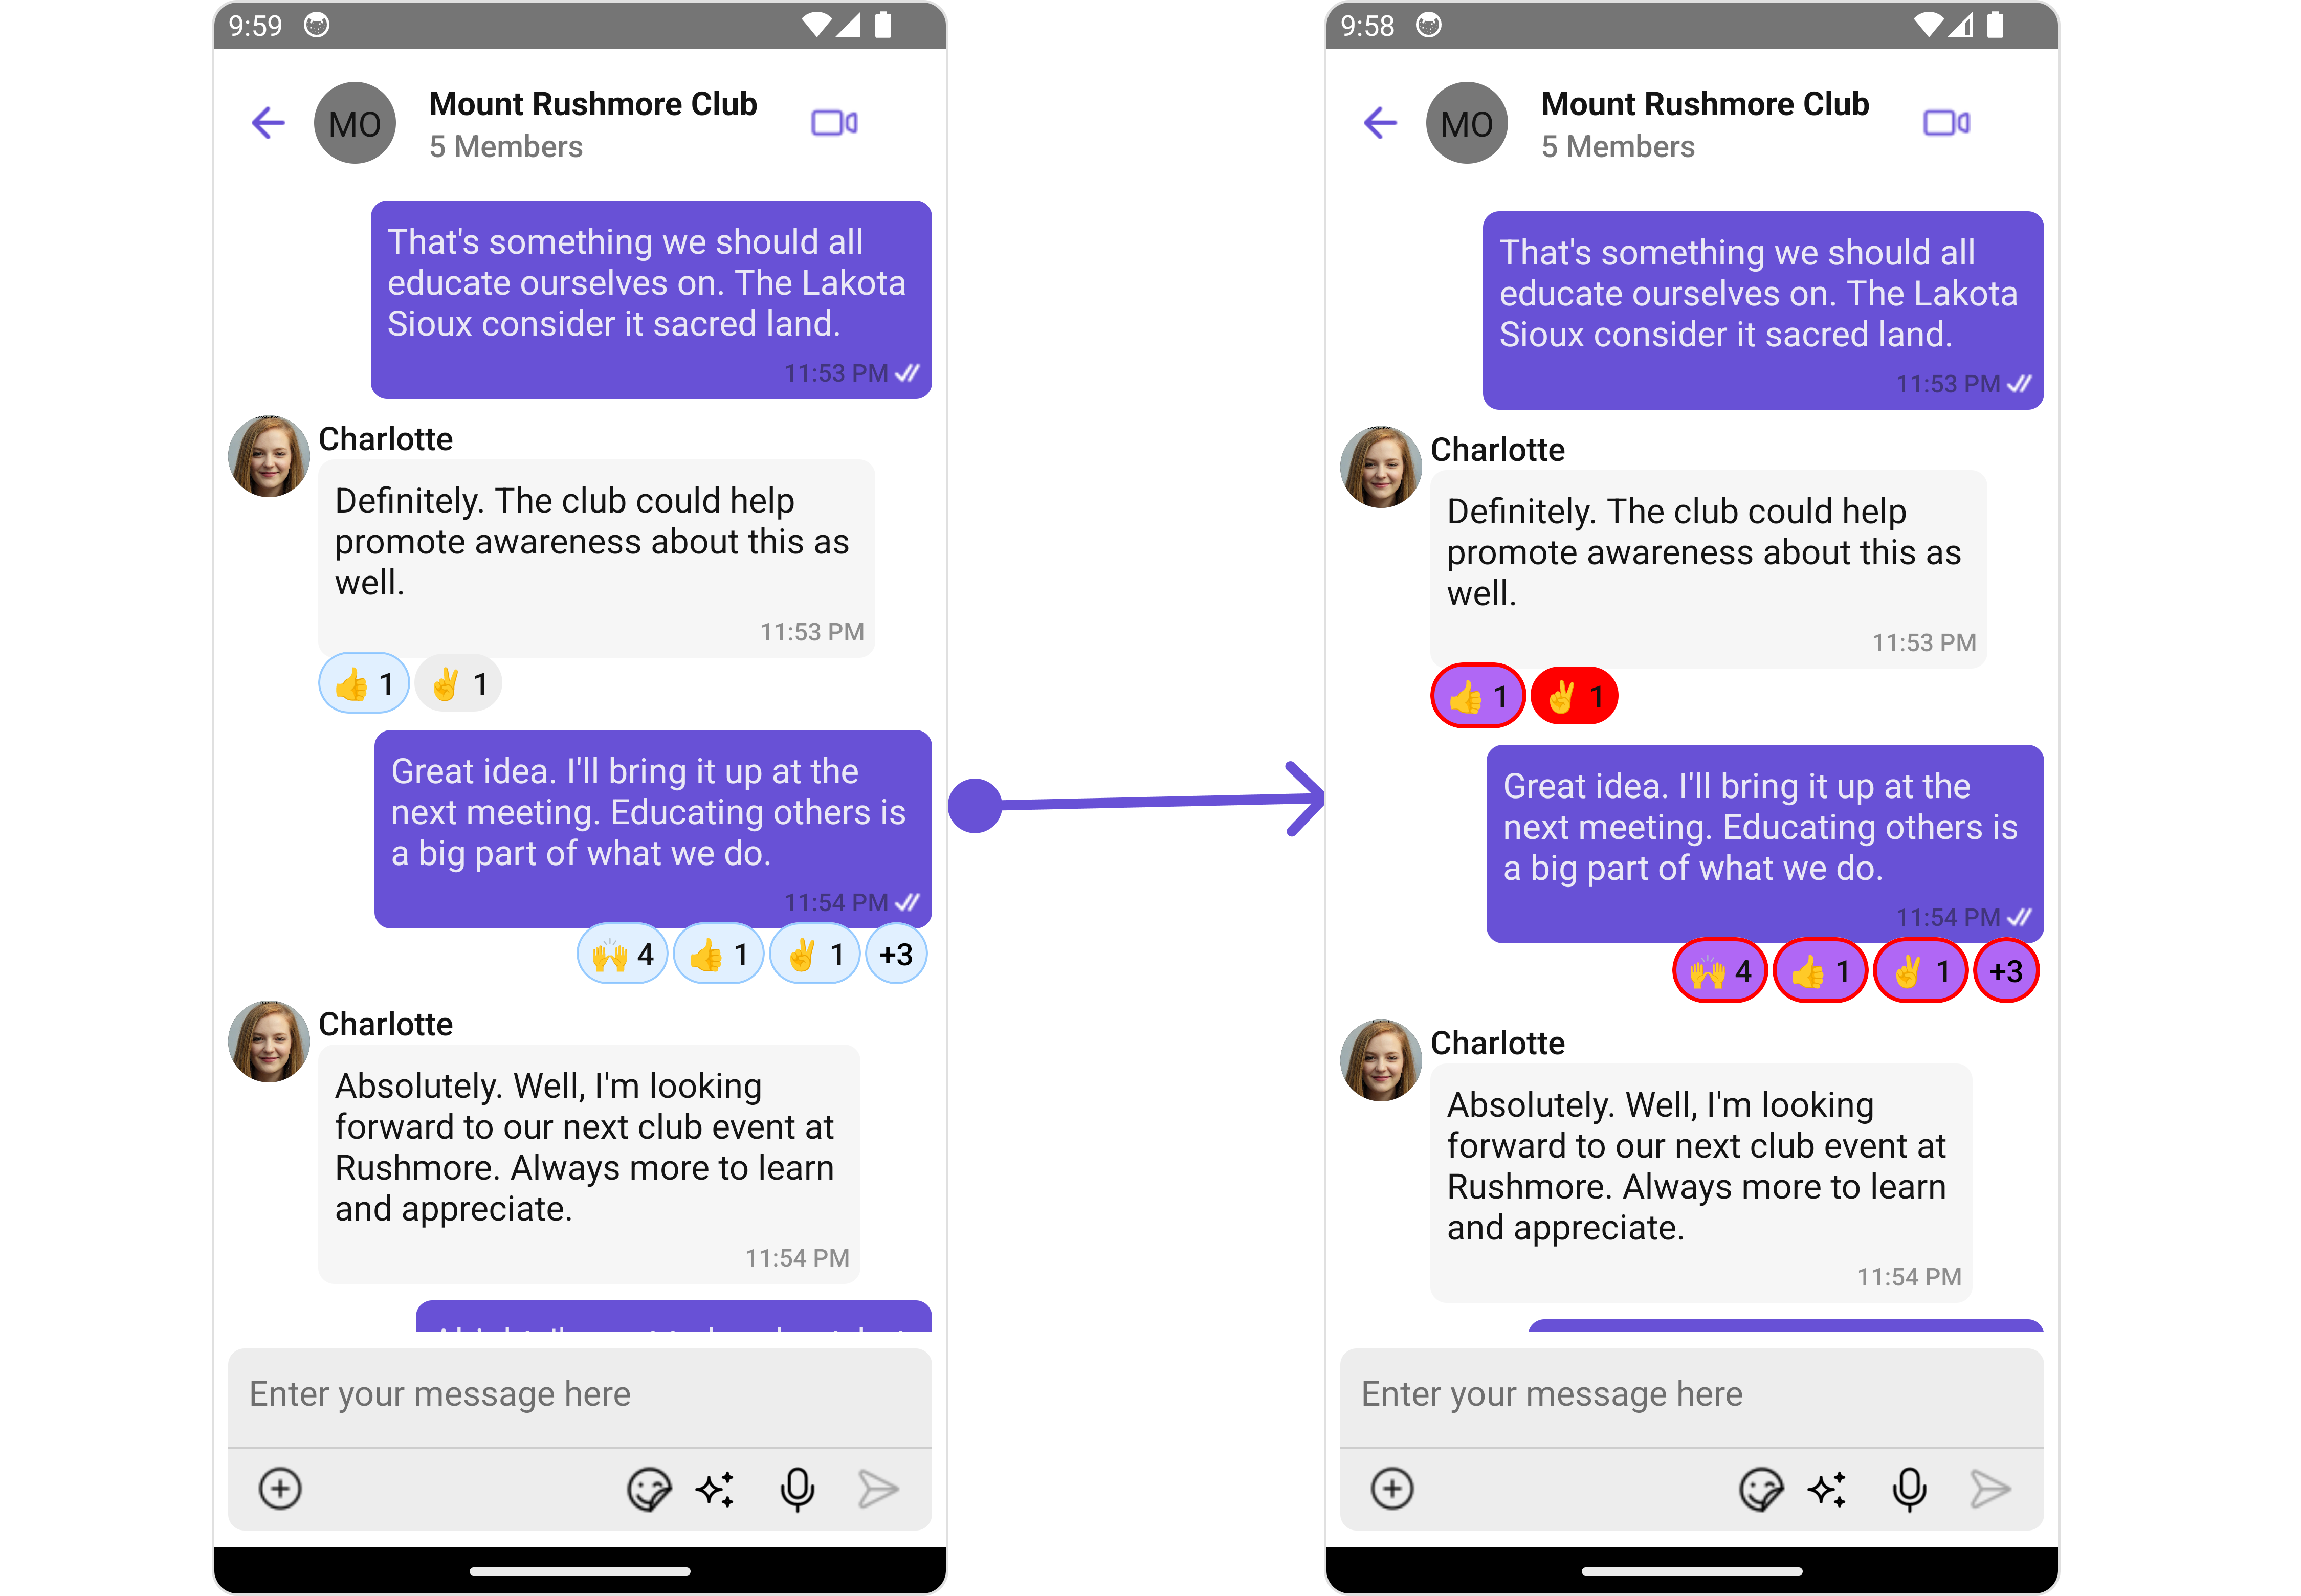 9:59
MO
Mount Rushmore Club
5 Members
That's something we should all
educate ourselves on. The Lakota
Sioux consider it sacred land.
11:53 PM
Charlotte
Definitely. The club could help
promote awareness about this as
well.
11:53 PM
👍 1 ✌️ 1
Great idea. I'll bring it up at the
next meeting. Educating others is
a big part of what we do.
11:54 PM
🙌 4 👍 1 ✌️ 1 +3
Charlotte
Absolutely. Well, I'm looking
forward to our next club event at
Rushmore. Always more to learn
and appreciate.
11:54 PM
Enter your message here
9:58
MO
Mount Rushmore Club
5 Members
That's something we should all
educate ourselves on. The Lakota
Sioux consider it sacred land.
11:53 PM
Charlotte
Definitely. The club could help
promote awareness about this as
well.
11:53 PM
👍 1 ✌️ 1
Great idea. I'll bring it up at the
next meeting. Educating others is
a big part of what we do.
11:54 PM
🙌 4 👍 1 ✌️ 1 +3
Charlotte
Absolutely. Well, I'm looking
forward to our next club event at
Rushmore. Always more to learn
and appreciate.
11:54 PM
Enter your message here